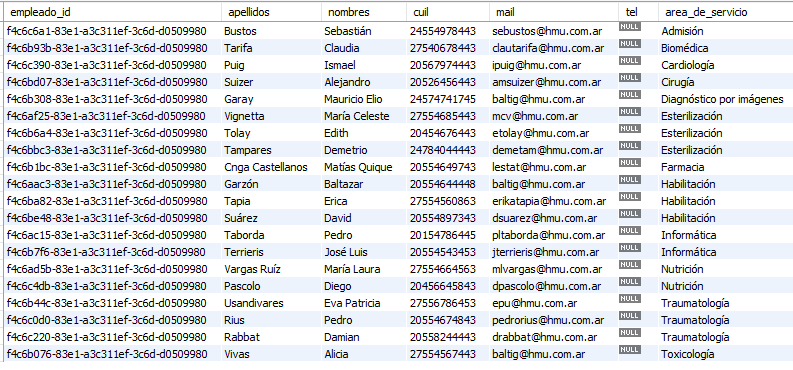 empleado_id apellidos nombres cuil mail tel area_de_servicio
f4c6c6a1-83e1-a3c311ef-3c6d-d0509980 Bustos Sebastián 24554978443 sebustos@hmu.com.ar NULL Admisión
f4c6b93b-83e1-a3c311ef-3c6d-d0509980 Tarifa Claudia 27540678443 clautarifa@hmu.com.ar NULL Biomédica
f4c6c390-83e1-a3c311ef-3c6d-d0509980 Puig Ismael 20567974443 ipuig@hmu.com.ar NULL Cardiología
f4c6bd07-83e1-a3c311ef-3c6d-d0509980 Suizer Alejandro 20526456443 amsuizer@hmu.com.ar NULL Cirugía
f4c6b308-83e1-a3c311ef-3c6d-d0509980 Garay Mauricio Elio 24574741745 baltig@hmu.com.ar NULL Diagnóstico por imágenes
f4c6af25-83e1-a3c311ef-3c6d-d0509980 Vignetta María Celeste 27554685443 mcv@hmu.com.ar NULL Esterilización
f4c6b6a4-83e1-a3c311ef-3c6d-d0509980 Tolay Edith 20454676443 etolay@hmu.com.ar NULL Esterilización
f4c6bbc3-83e1-a3c311ef-3c6d-d0509980 Tampares Demetrio 24784044443 demetam@hmu.com.ar NULL Esterilización
f4c6b1bc-83e1-a3c311ef-3c6d-d0509980 Cnga Castellanos Matías Quique 20554649743 lestat@hmu.com.ar NULL Farmacia
f4c6aac3-83e1-a3c311ef-3c6d-d0509980 Garzón Baltazar 20554644448 baltig@hmu.com.ar NULL Habilitación
f4c6ba82-83e1-a3c311ef-3c6d-d0509980 Tapia Erica 27554560863 erikatapia@hmu.com.ar NULL Habilitación
f4c6be48-83e1-a3c311ef-3c6d-d0509980 Suárez David 20554897343 dsuarez@hmu.com.ar NULL Habilitación
f4c6ac15-83e1-a3c311ef-3c6d-d0509980 Taborda Pedro 20154786445 pltaborda@hmu.com.ar NULL Informática
f4c6b7f6-83e1-a3c311ef-3c6d-d0509980 Terrieris José Luis 20554543453 jterrieris@hmu.com.ar NULL Informática
f4c6ad5b-83e1-a3c311ef-3c6d-d0509980 Vargas Ruíz María Laura 27554664563 mlvargas@hmu.com.ar NULL Nutrición
f4c6c4db-83e1-a3c311ef-3c6d-d0509980 Pascolo Diego 20456645843 dpascolo@hmu.com.ar NULL Nutrición
f4c6b44c-83e1-a3c311ef-3c6d-d0509980 Usandivares Eva Patricia 27556786453 epu@hmu.com.ar NULL Traumatología
f4c6c0d0-83e1-a3c311ef-3c6d-d0509980 Rius Pedro 20554674843 pedrorius@hmu.com.ar NULL Traumatología
f4c6c220-83e1-a3c311ef-3c6d-d0509980 Rabbat Damian 20558244443 drabbat@hmu.com.ar NULL Traumatología
f4c6b076-83e1-a3c311ef-3c6d-d0509980 Vivas Alicia 27554567443 baltig@hmu.com.ar NULL Toxicología